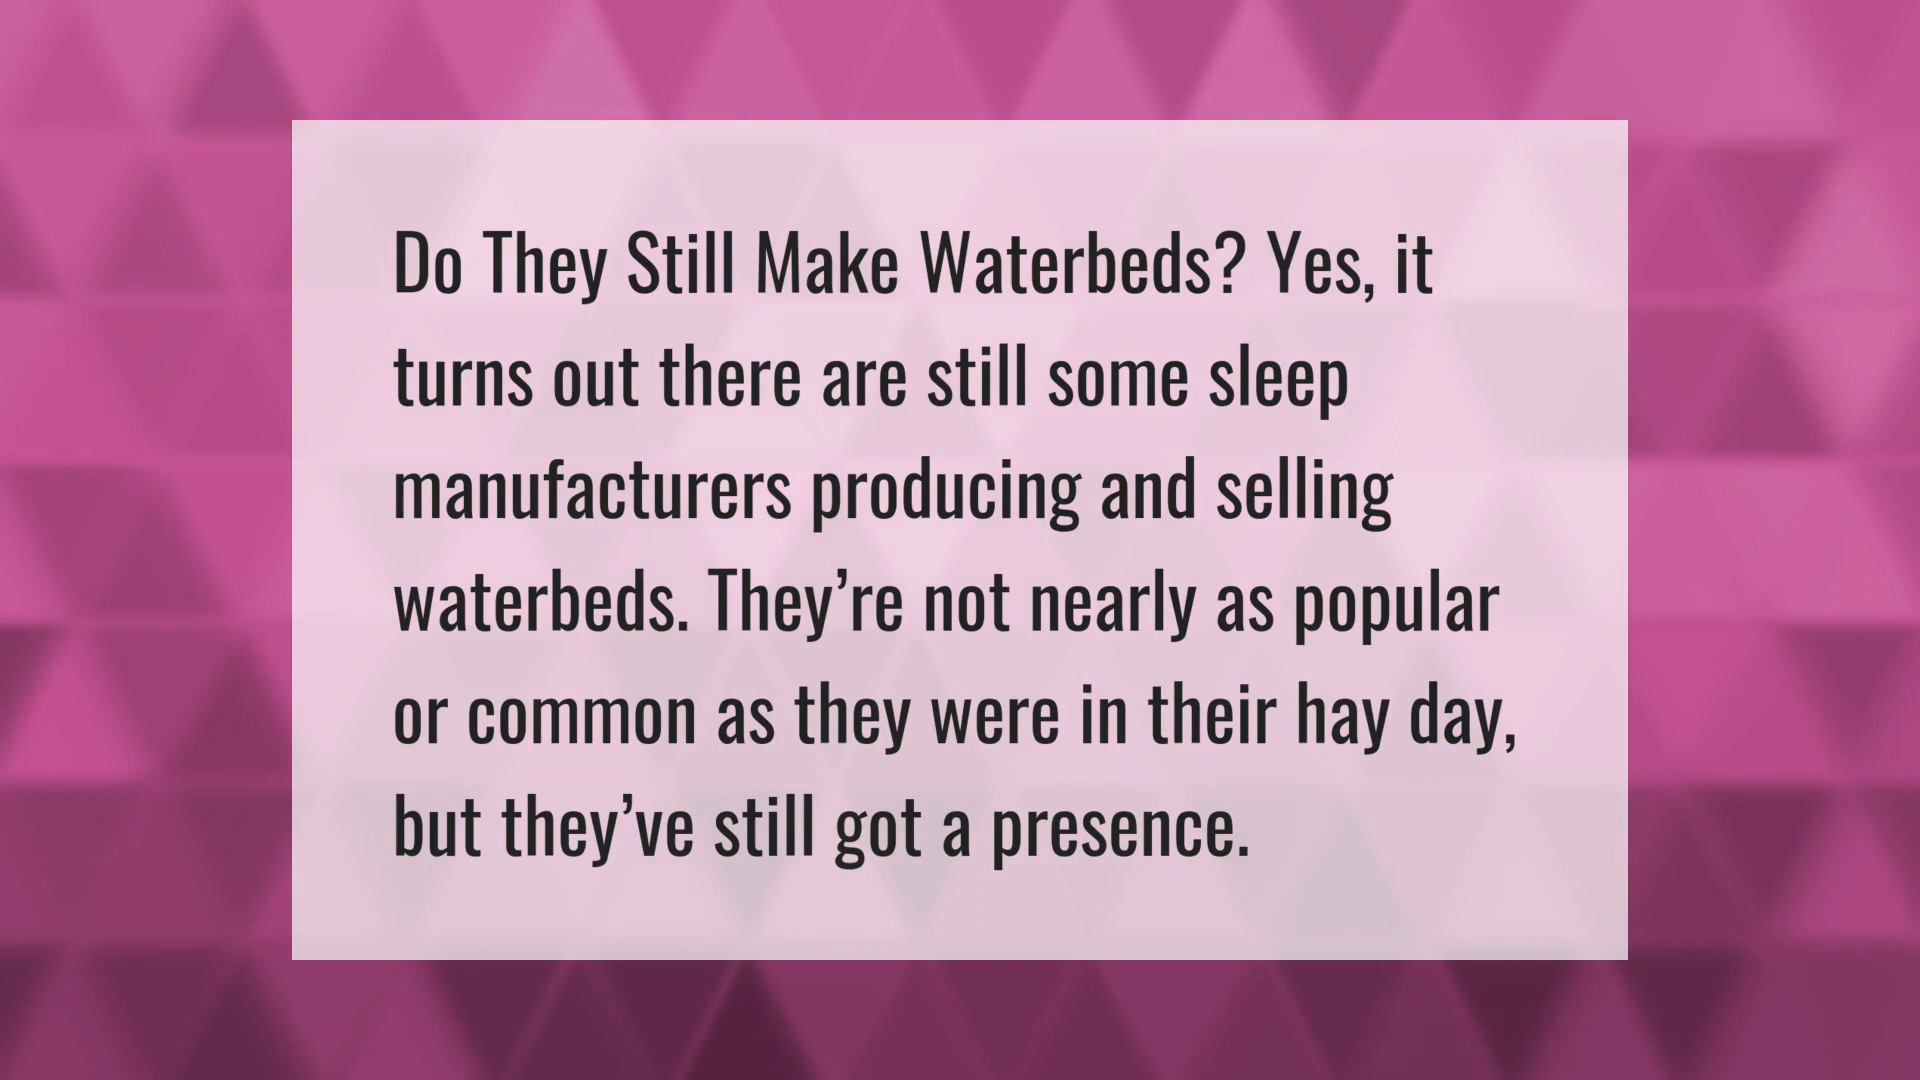 Do They Still Make Waterbeds? Yes, it
turns out there are still some sleep
manufacturers producing and selling
waterbeds. They’re not nearly as popular
or common as they were in their hay day,
but they’ve still got a presence.